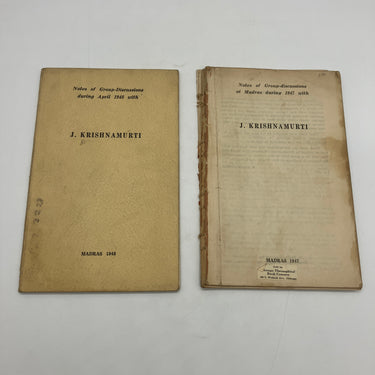 Notes of Group-Discussions
during April 1948 with
J. KRISHNAMURTI
MADRAS 1948
Notes of Group-discussions
at Madras during 1947 with
J. KRISHNAMURTI
MADRAS
Theosophical